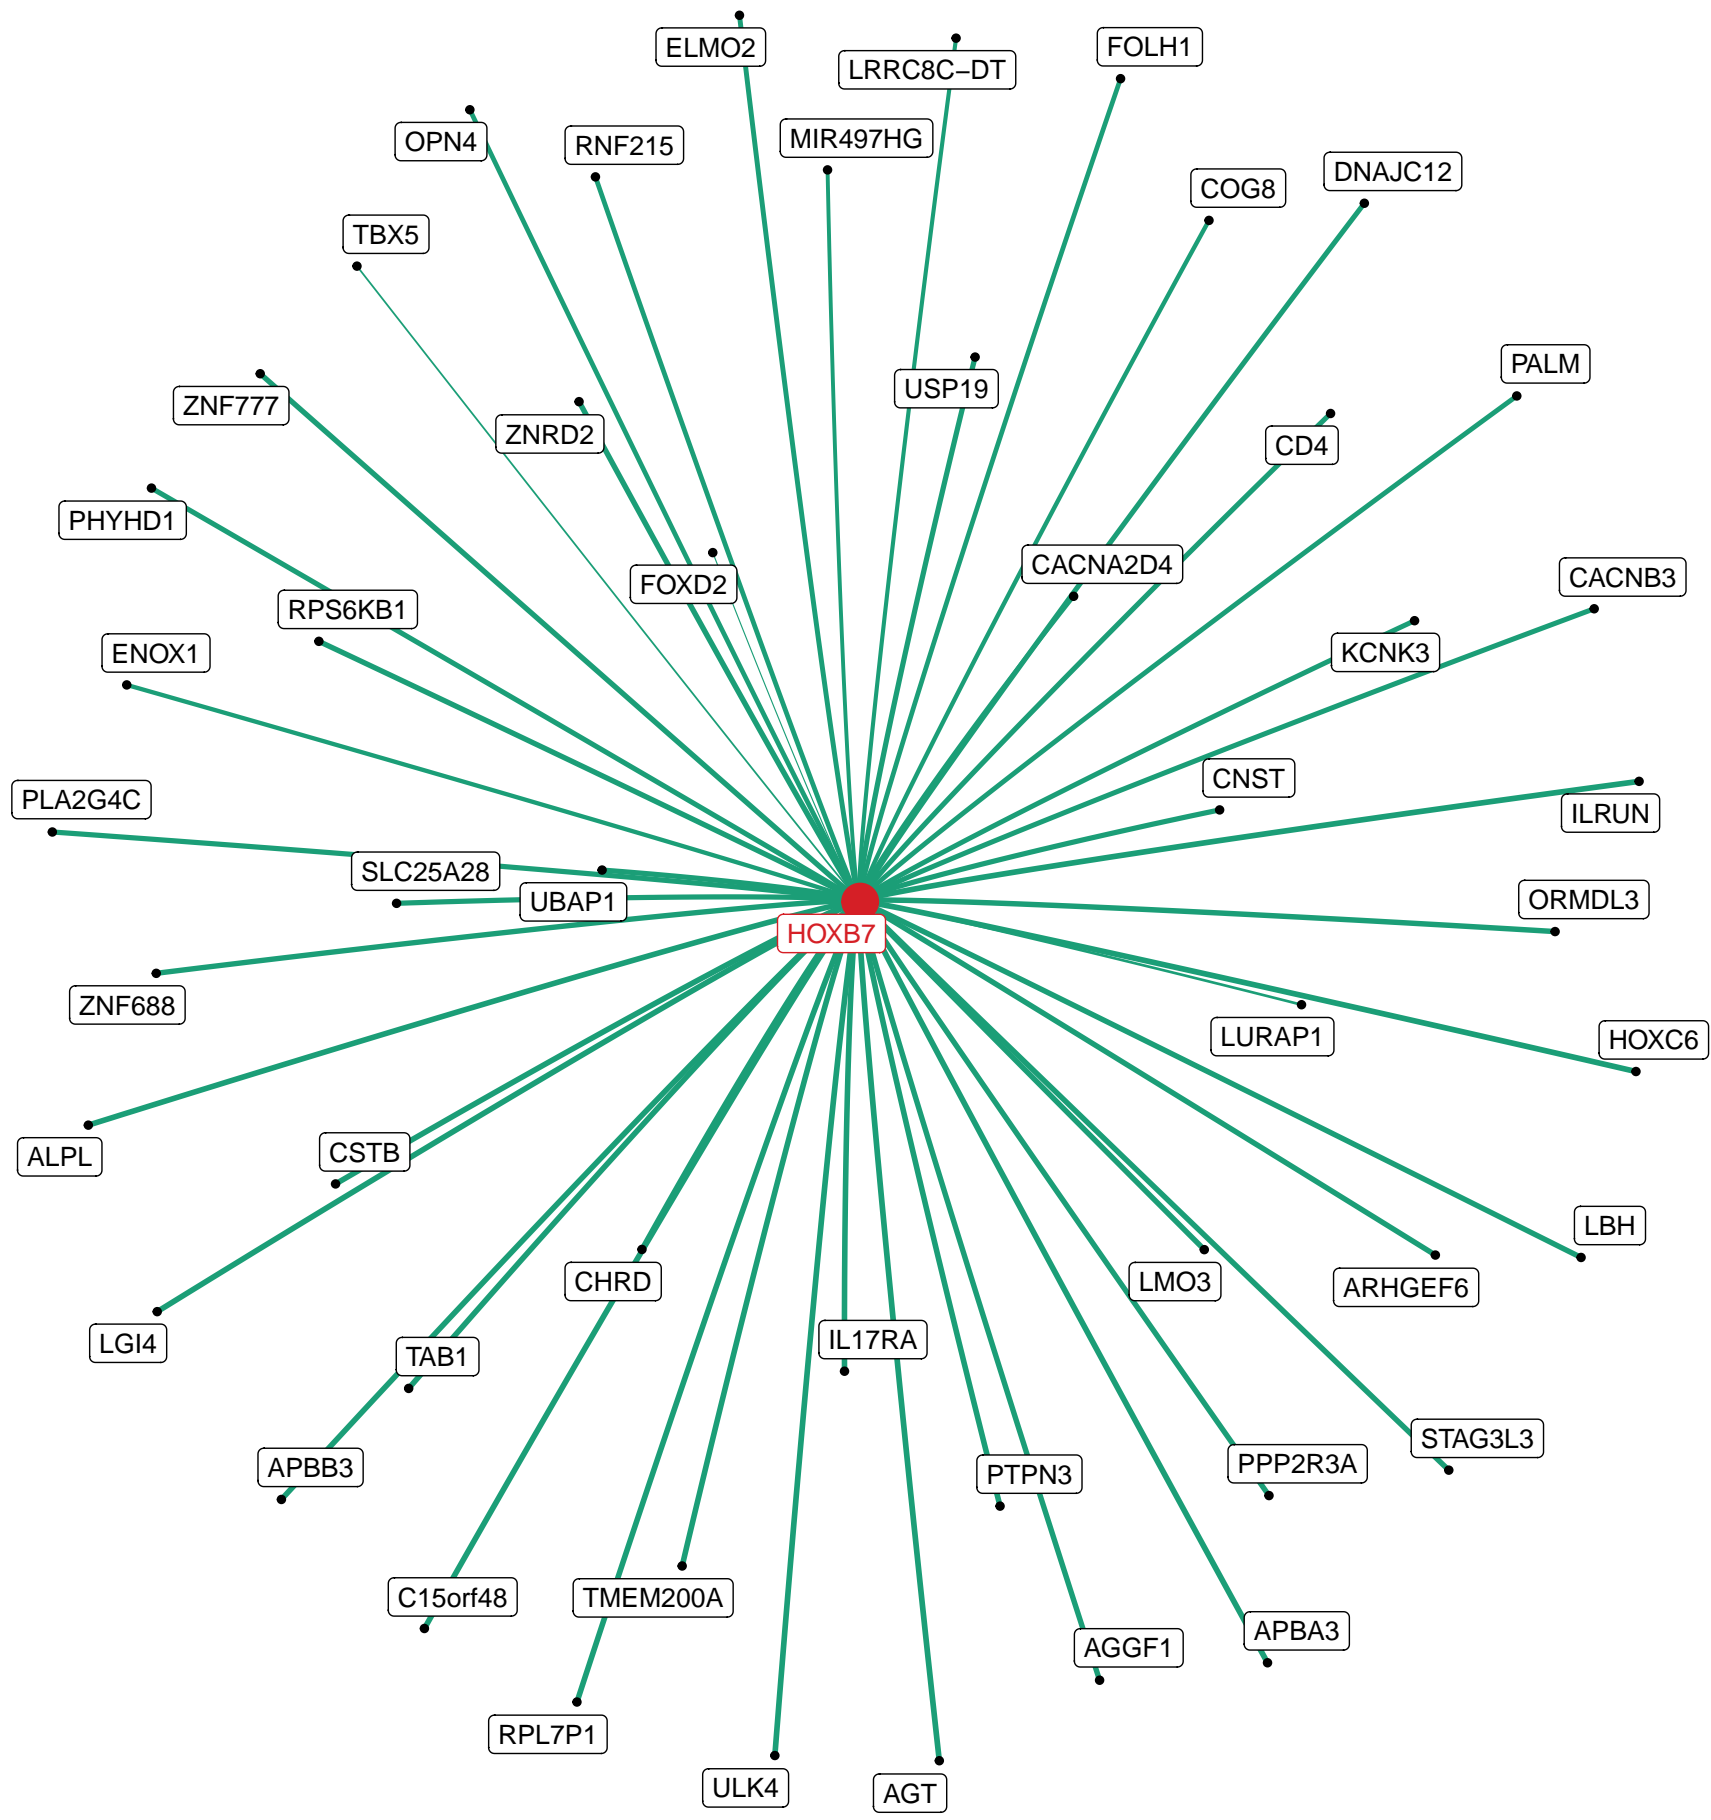 ELMO2
FOLH1
LRRC8C−DT
MIR497HG
OPN4
RNF215
DNAJC12
COG8
TBX5
PALM
USP19
ZNF777
ZNRD2
CD4
PHYHD1
CACNA2D4
CACNB3
FOXD2
RPS6KB1
KCNK3
ENOX1
CNST
PLA2G4C
ILRUN
SLC25A28
UBAP1
ORMDL3
HOXB7
ZNF688
LURAP1
HOXC6
CSTB
ALPL
LBH
CHRD
LMO3
ARHGEF6
IL17RA
LGI4
TAB1
STAG3L3
PPP2R3A
APBB3
PTPN3
C15orf48
TMEM200A
APBA3
AGGF1
RPL7P1
ULK4
AGT